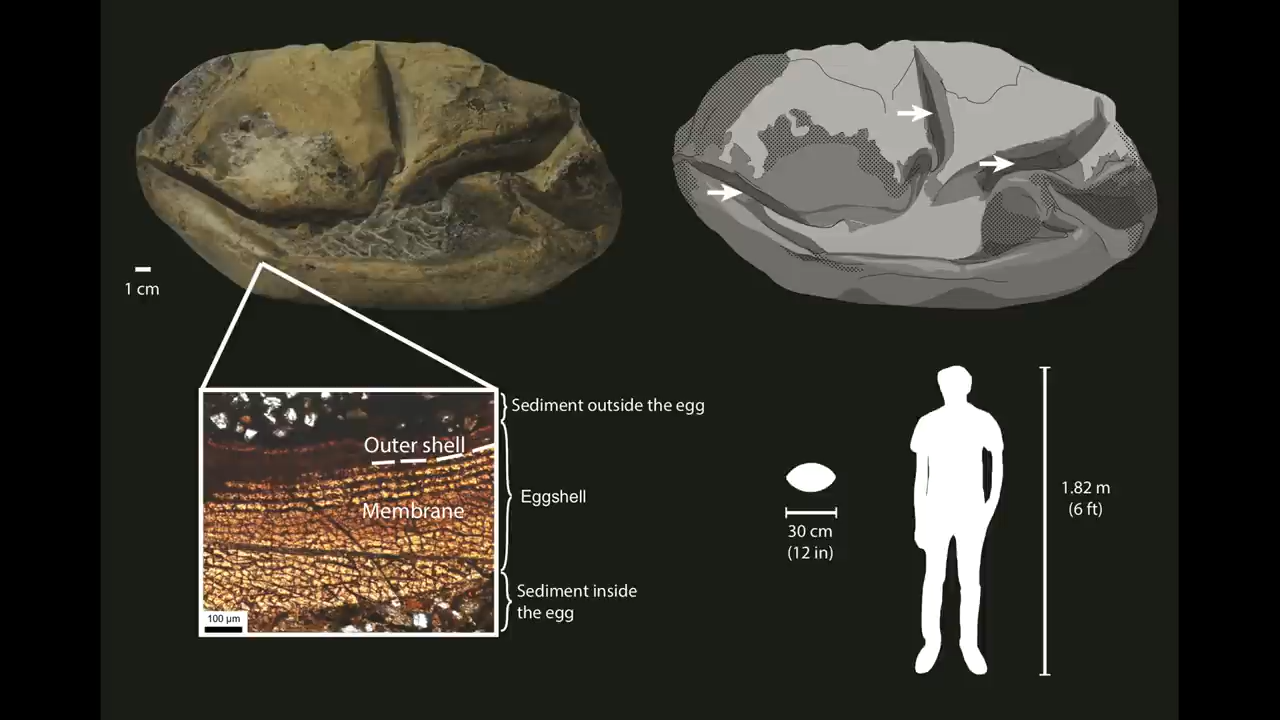 1 cm
Sediment outside the egg
Outer shell
Eggshell
Membrane
Sediment inside
the egg
100 µm
30 cm
(12 in)
1.82 m
(6 ft)